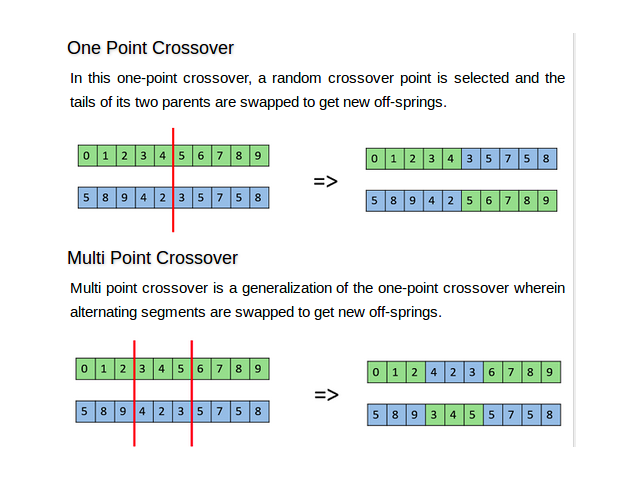 One Point Crossover
In this one-point crossover, a random crossover point is selected and the
tails of its two parents are swapped to get new off-springs.
0 1 2 3 4 5 6 7 8 9
5 8 9 4 2 3 5 7 5 8
=>
0 1 2 3 4 3 5 7 5 8
5 8 9 4 2 5 6 7 8 9
Multi Point Crossover
Multi point crossover is a generalization of the one-point crossover wherein
alternating segments are swapped to get new off-springs.
0 1 2 3 4 5 6 7 8 9
5 8 9 4 2 3 5 7 5 8
=>
0 1 2 4 2 3 6 7 8 9
5 8 9 3 4 5 5 7 5 8